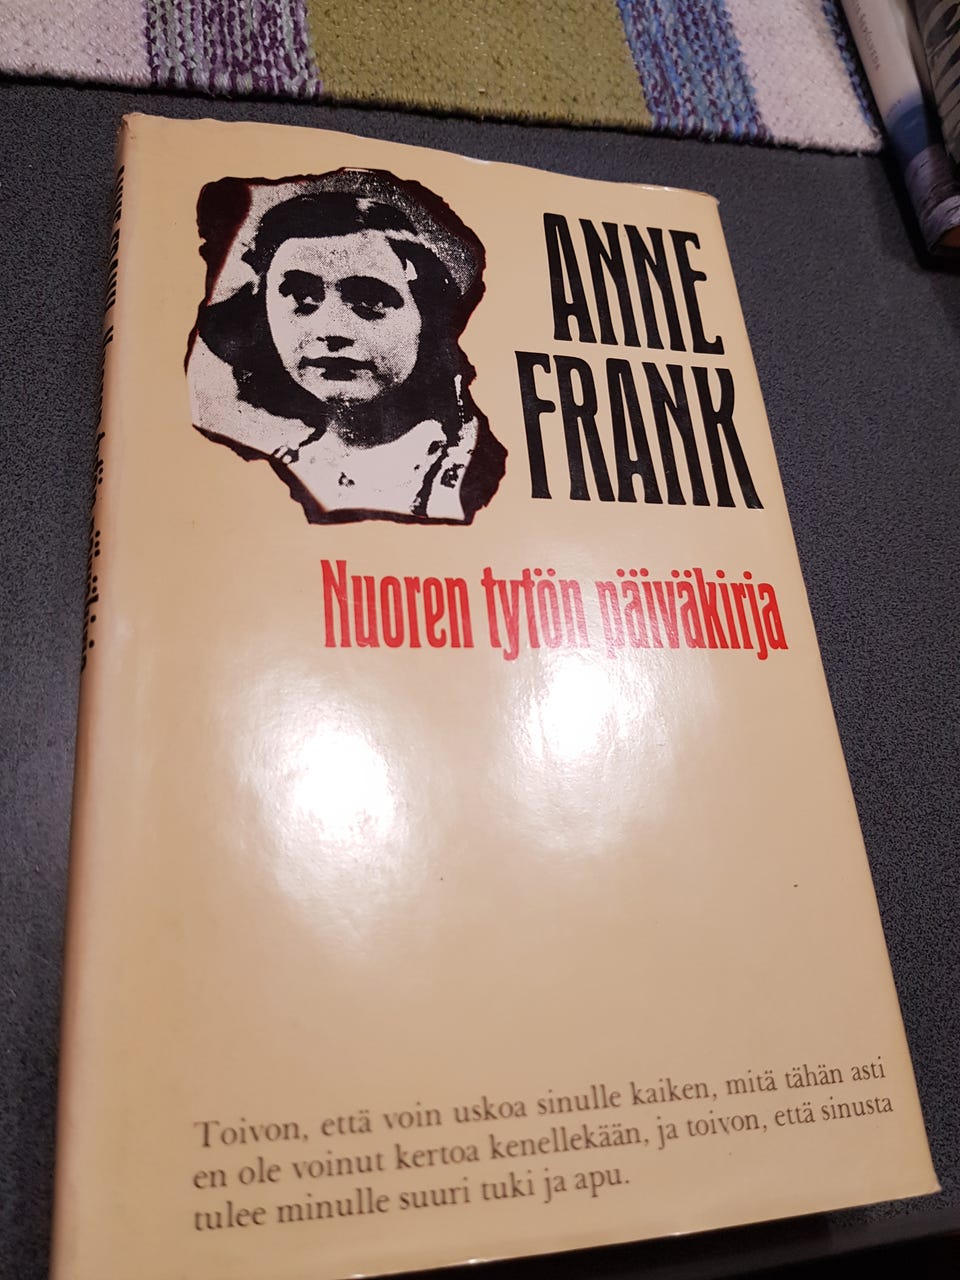 ANNE
FRANK
Nuoren tytön päiväkirja
Toivon, että voin uskoa sinulle kaiken, mitä tähän asti
en ole voinut kertoa kenellekään, ja toivon, että sinusta
tulee minulle suuri tuki ja apu.